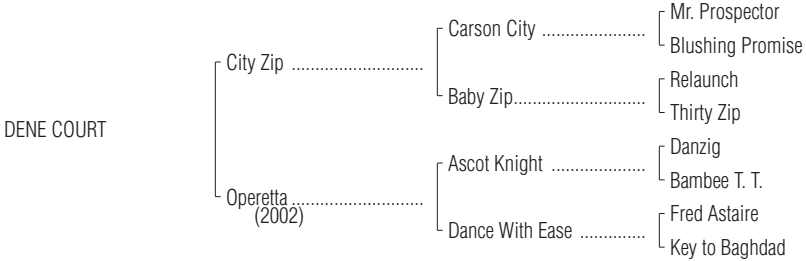 Mr. Prospector
Carson City ......................
Blushing Promise
City Zip ............................
Relaunch
Baby Zip............................
Thirty Zip
DENE COURT
Danzig
Ascot Knight ....................
Bambee T. T.
Operetta ............................
(2002)
Fred Astaire
Dance With Ease ..............
Key to Baghdad